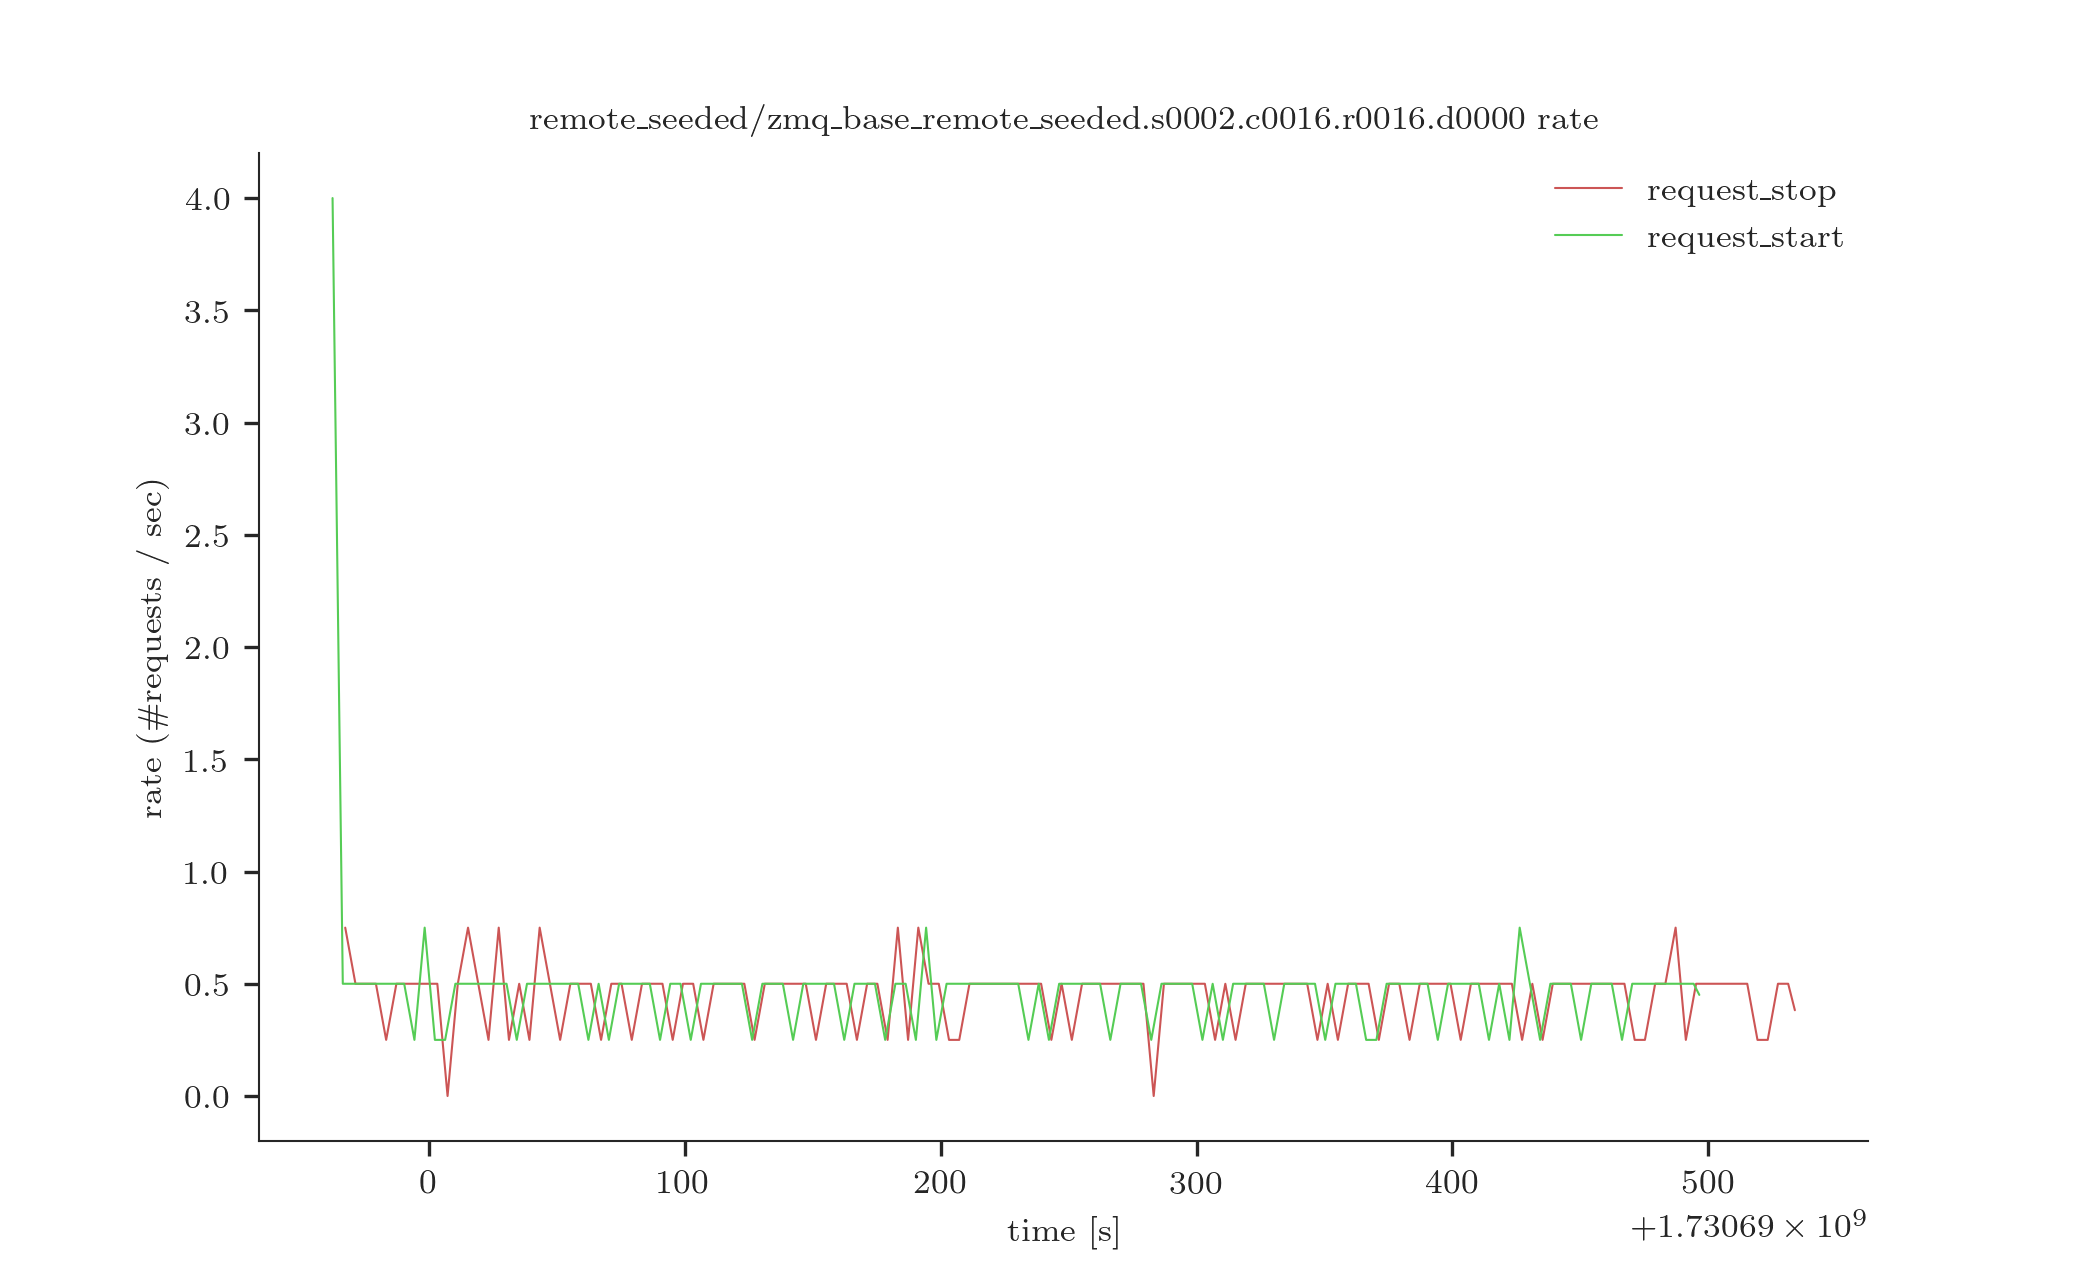 remote_seeded/zmq_base_remote_seeded.s0002.c0016.r0016.d0000 rate
request_stop
request_start
rate (#requests / sec)
4.0
3.5
3.0
2.5
2.0
1.5
1.0
0.5
0.0
0 100 200 300 400 500
time [s]
+1.73069 × 10⁹